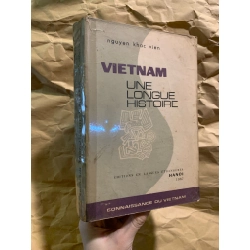 nguyen khac vien
VIETNAM
UNE
LONGUE
HISTOIRE
HANOI
CONNAISSANCE DU VIETNAM